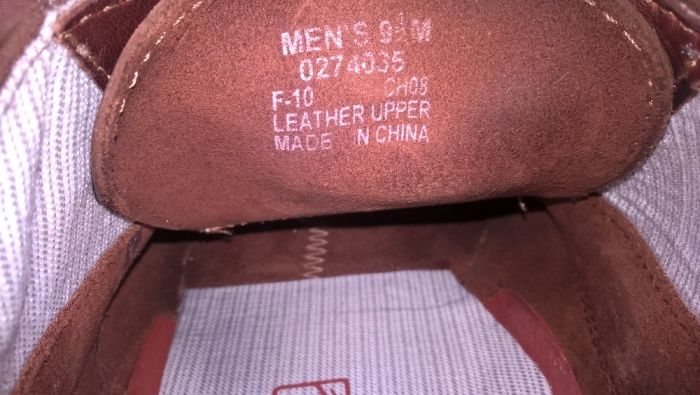 MEN'S 9½M
0274035
F-10 CH08
LEATHER UPPER
MADE IN CHINA